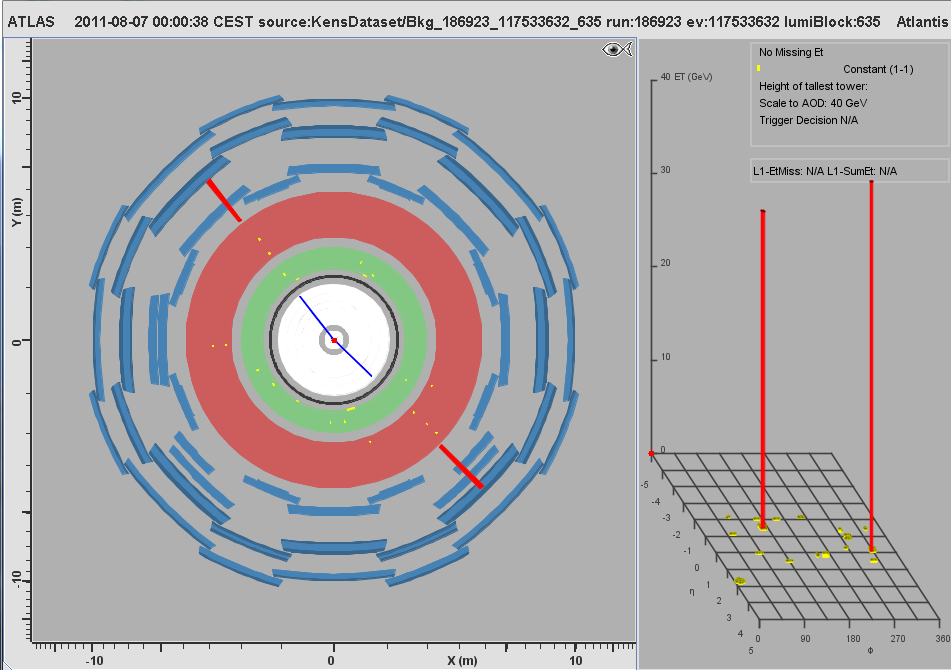 ATLAS 2011-08-07 00:00:38 CEST source:KensDataset/Bkg_186923_117533632_635 run:186923 ev:117533632 lumiBlock:635 Atlantis
10
Y (m)
0
-10
-10
0
X (m)
10
No Missing Et
Constant (1-1)
Height of tallest tower:
Scale to AOD: 40 GeV
Trigger Decision N/A
L1-EtMiss: N/A L1-SumEt: N/A
40 ET (GeV)
30
20
10
0
-5
-4
-3
-2
-1
0
1
2
3
4
5
η
0
90
180
270
360
ϕ